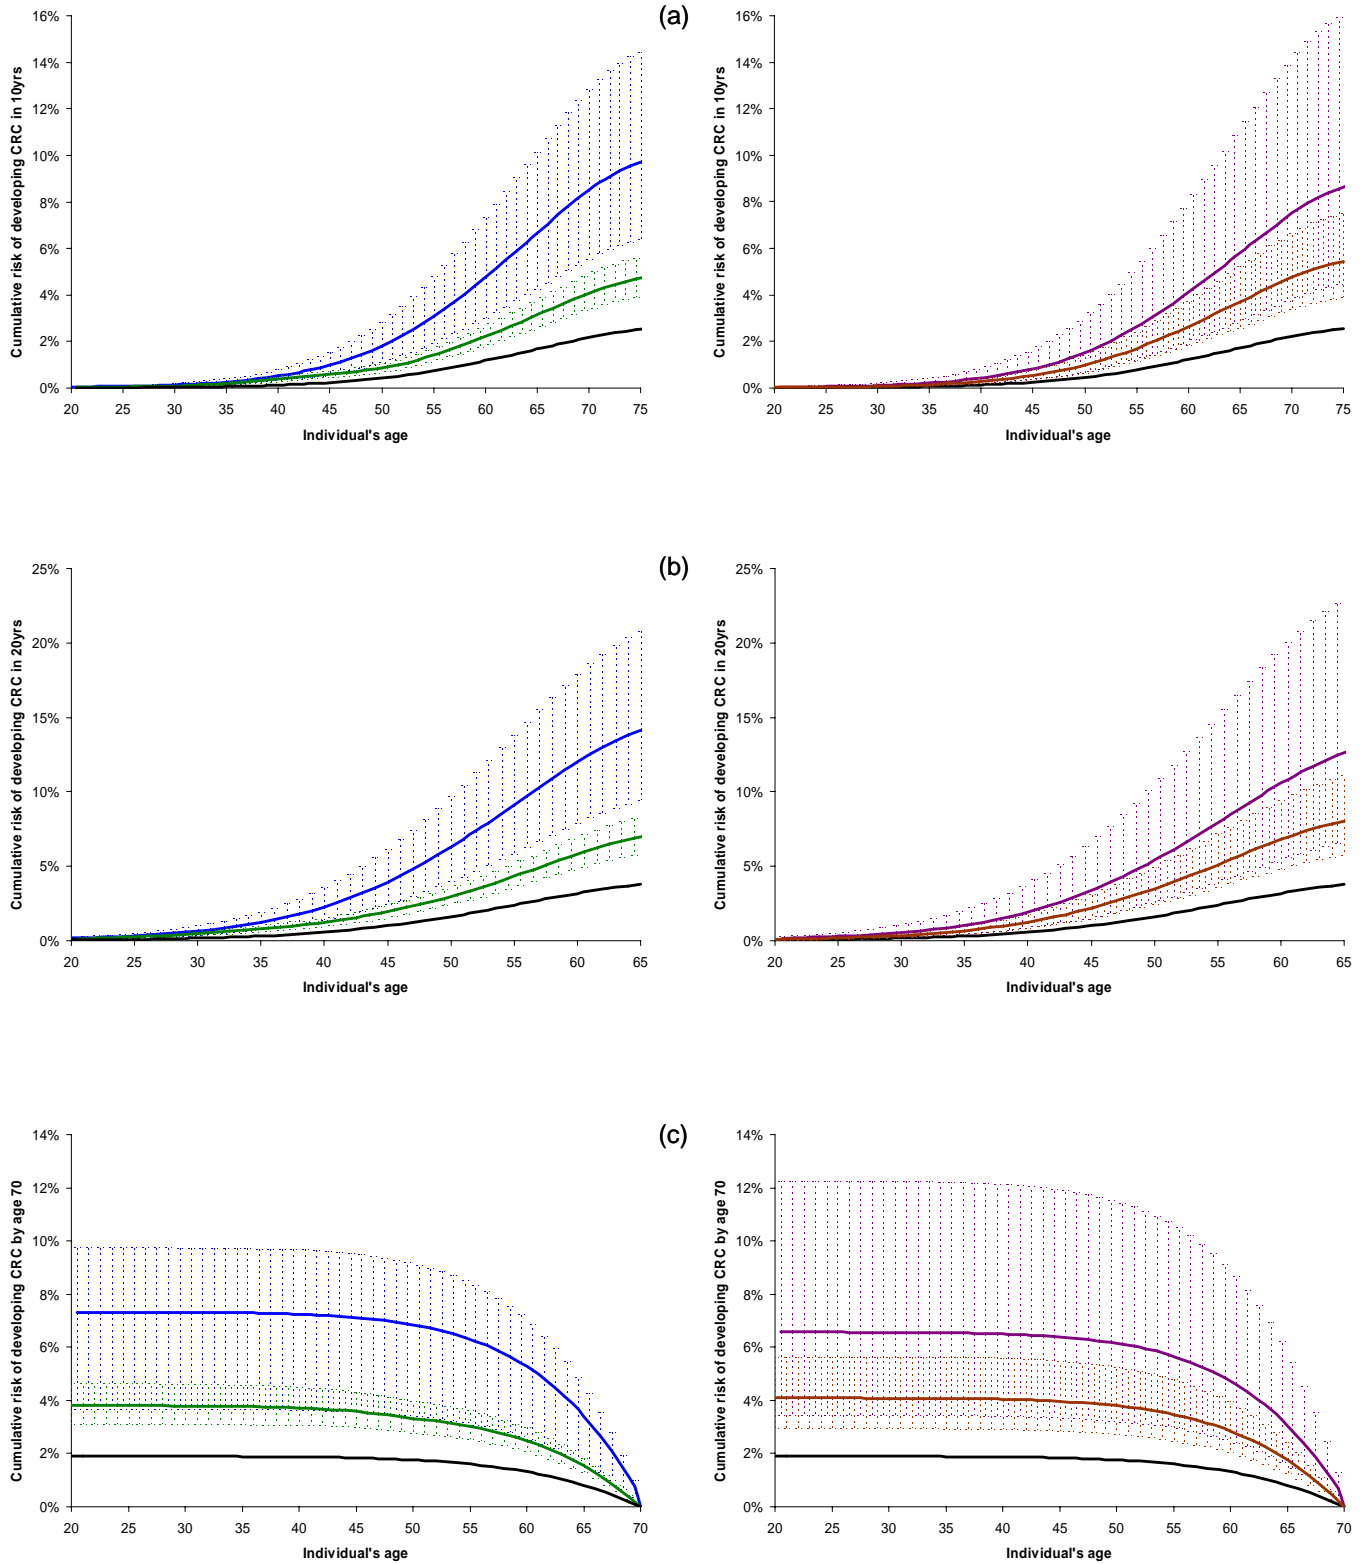 (a)
Cumulative risk of developing CRC in 10yrs
16%
14%
12%
10%
8%
6%
4%
2%
0%
20 25 30 35 40 45 50 55 60 65 70 75
Individual's age
Cumulative risk of developing CRC in 10yrs
16%
14%
12%
10%
8%
6%
4%
2%
0%
20 25 30 35 40 45 50 55 60 65 70 75
Individual's age
(b)
Cumulative risk of developing CRC in 20yrs
25%
20%
15%
10%
5%
0%
20 25 30 35 40 45 50 55 60 65
Individual's age
Cumulative risk of developing CRC in 20yrs
25%
20%
15%
10%
5%
0%
20 25 30 35 40 45 50 55 60 65
Individual's age
(c)
Cumulative risk of developing CRC by age 70
14%
12%
10%
8%
6%
4%
2%
0%
20 25 30 35 40 45 50 55 60 65 70
Individual's age
Cumulative risk of developing CRC by age 70
14%
12%
10%
8%
6%
4%
2%
0%
20 25 30 35 40 45 50 55 60 65 70
Individual's age